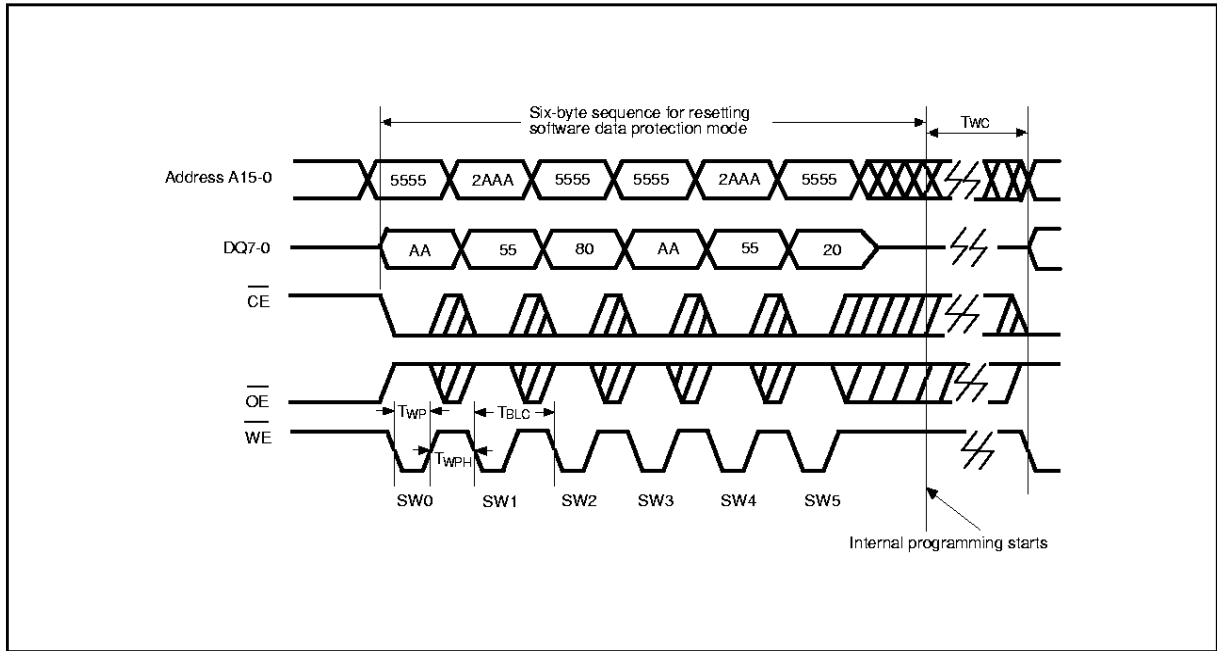 Six-byte sequence for resetting
software data protection mode
TWC
Address A15-0
5555 2AAA 5555 5555 2AAA 5555
DQ7-0
AA 55 80 AA 55 20
CE
OE
TWP TBLC
WE
TWPH
SW0 SW1 SW2 SW3 SW4 SW5
Internal programming starts